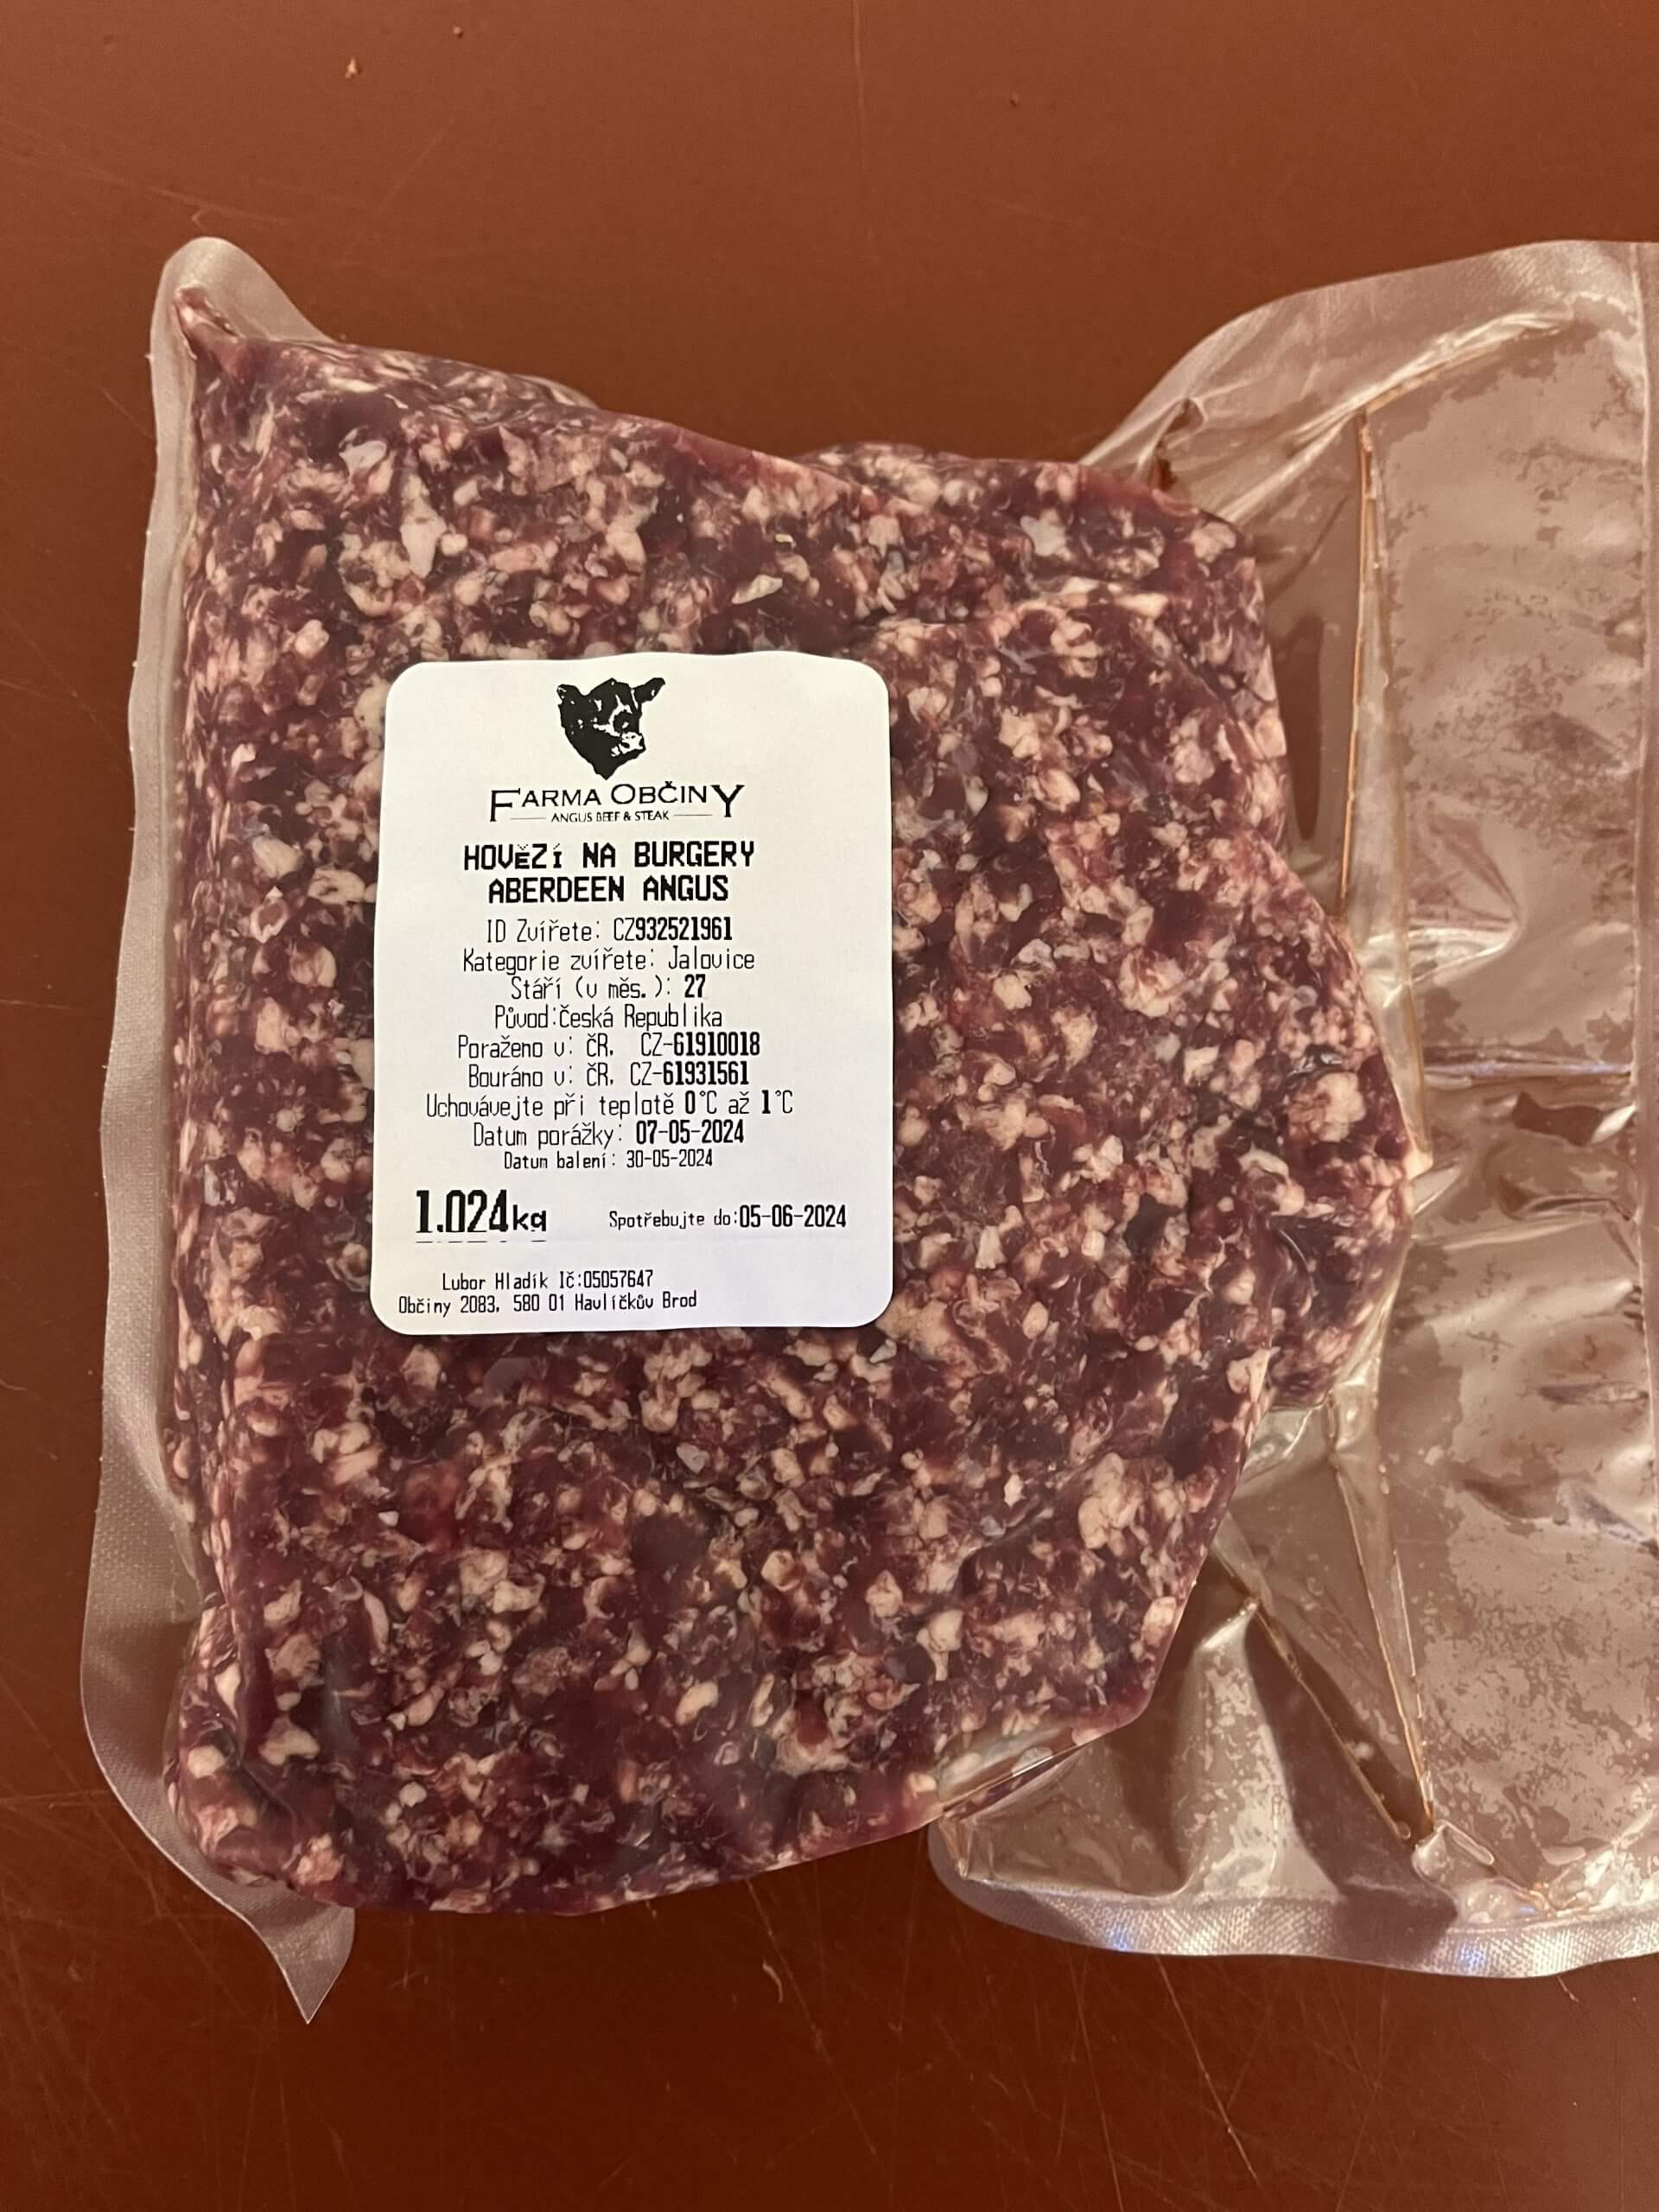 FARMA OBČINY
ANGUS BEEF & STEAK
HOVěZí NA BURGERY
ABERDEEN ANGUS
ID Zvířete: CZ932521961
Kategorie zvířete: Jalovice
Stáří (v měs.): 27
Původ:Česká Republika
Poraženo v: ČR, CZ-61910018
Bouráno v: ČR, CZ-61931561
Uchovávejte při teplotě 0°C až 1°C
Datum porážky: 07-05-2024
Datum balení: 30-05-2024
1.024kg Spotřebujte do:05-06-2024
Lubor Hladík Ič:05057647
Občiny 2083, 580 01 Havlíčkův Brod